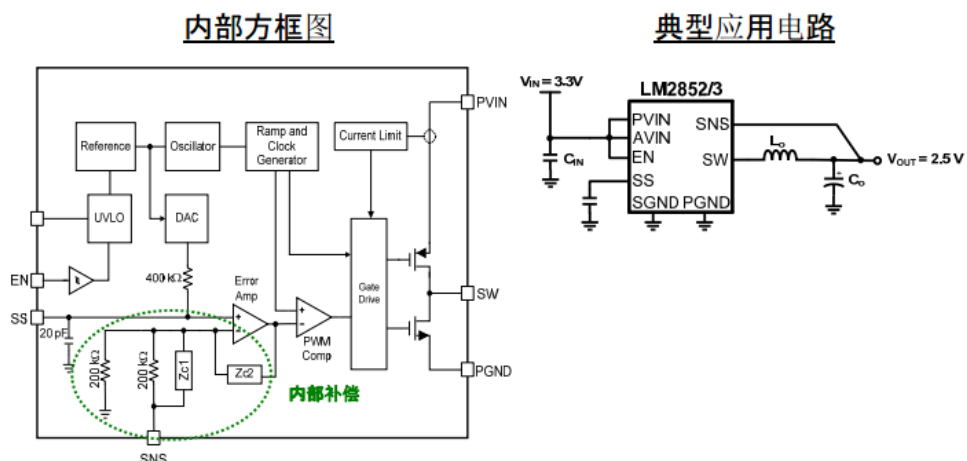 内部方框图
典型应用电路
PVIN
Reference
Oscillator
Ramp and
Clock
Generator
Current Limit
UVLO
DAC
EN
400 kΩ
Error
Amp
SS
20 pF
200 kΩ
200 kΩ
Zc1
Zc2
PWM
Comp
Gate
Drive
SW
PGND
内部补偿
SNS
VIN = 3.3V
LM2852/3
PVIN
AVIN
EN
SS
SGND
PGND
SNS
SW
CIN
LO
VOUT = 2.5 V
CO